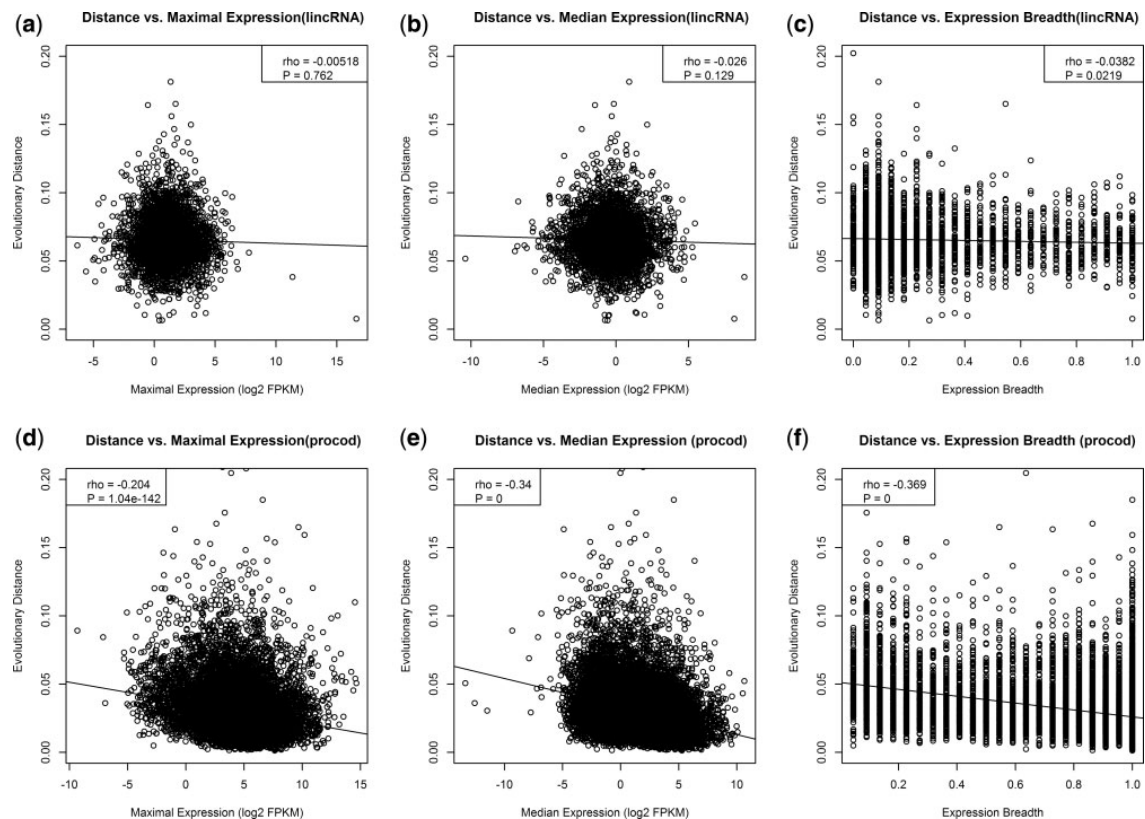 (a)
Distance vs. Maximal Expression(lincRNA)
rho = -0.00518
P = 0.762
0.20
0.15
0.10
0.05
0.00
Evolutionary Distance
-5 0 5 10 15
Maximal Expression (log2 FPKM)
(b)
Distance vs. Median Expression(lincRNA)
rho = -0.026
P = 0.129
0.20
0.15
0.10
0.05
0.00
Evolutionary Distance
-10 -5 0 5
Median Expression (log2 FPKM)
(c)
Distance vs. Expression Breadth(lincRNA)
rho = -0.0382
P = 0.0219
0.20
0.15
0.10
0.05
0.00
Evolutionary Distance
0.0 0.2 0.4 0.6 0.8 1.0
Expression Breadth
(d)
Distance vs. Maximal Expression(procod)
rho = -0.204
P = 1.04e-142
0.20
0.15
0.10
0.05
0.00
Evolutionary Distance
-10 -5 0 5 10 15
Maximal Expression (log2 FPKM)
(e)
Distance vs. Median Expression (procod)
rho = -0.34
P = 0
0.20
0.15
0.10
0.05
0.00
Evolutionary Distance
-10 -5 0 5 10
Median Expression (log2 FPKM)
(f)
Distance vs. Expression Breadth (procod)
rho = -0.369
P = 0
0.20
0.15
0.10
0.05
0.00
Evolutionary Distance
0.2 0.4 0.6 0.8 1.0
Expression Breadth